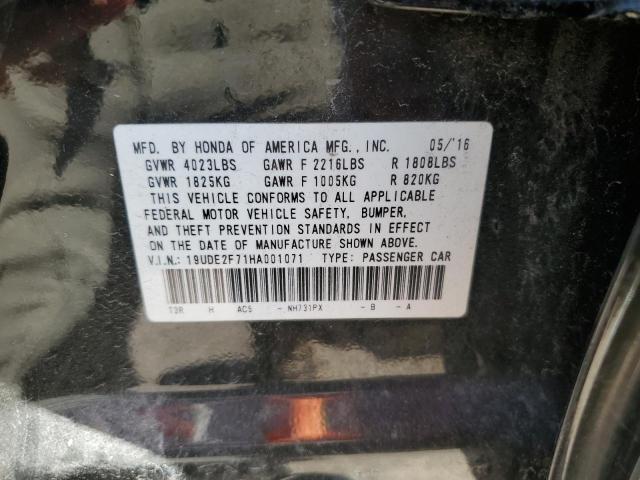 MFD. BY HONDA OF AMERICA MFG., INC. 05/'16
GVWR 4023LBS GAWR F 2216LBS R 1808LBS
GVWR 1825KG GAWR F 1005KG R 820KG
THIS VEHICLE CONFORMS TO ALL APPLICABLE
FEDERAL MOTOR VEHICLE SAFETY, BUMPER,
AND THEFT PREVENTION STANDARDS IN EFFECT
ON THE DATE OF MANUFACTURE SHOWN ABOVE.
V.I.N.: 19UDE2F71HA001071 TYPE: PASSENGER CAR
T3R H AC5 - NH731PX - B - A